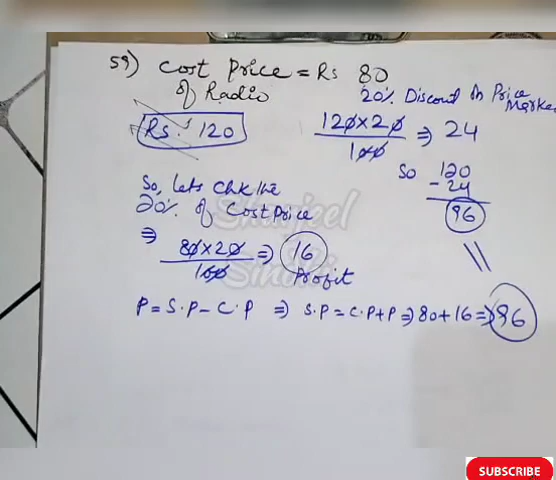 59) Cost Price = Rs 80
of Radio
Rs. 120
20% Discount on Price Marked
120×20 / 100 ⇒ 24
So 120
- 24
96
So, Lets Chk the
20% of Cost Price
⇒ 80×20 / 100 ⇒ 16
Profit
P = S.P - C.P ⇒ S.P = C.P + P ⇒ 80 + 16 ⇒ 96
Sharjeel
Sindhi
SUBSCRIBE